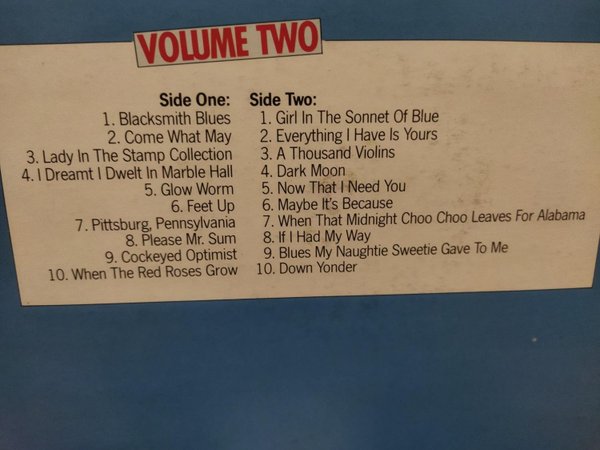 VOLUME TWO
Side One:
1. Blacksmith Blues
2. Come What May
3. Lady In The Stamp Collection
4. I Dreamt I Dwelt In Marble Hall
5. Glow Worm
6. Feet Up
7. Pittsburg, Pennsylvania
8. Please Mr. Sum
9. Cockeyed Optimist
10. When The Red Roses Grow
Side Two:
1. Girl In The Sonnet Of Blue
2. Everything I Have Is Yours
3. A Thousand Violins
4. Dark Moon
5. Now That I Need You
6. Maybe It's Because
7. When That Midnight Choo Choo Leaves For Alabama
8. If I Had My Way
9. Blues My Naughtie Sweetie Gave To Me
10. Down Yonder